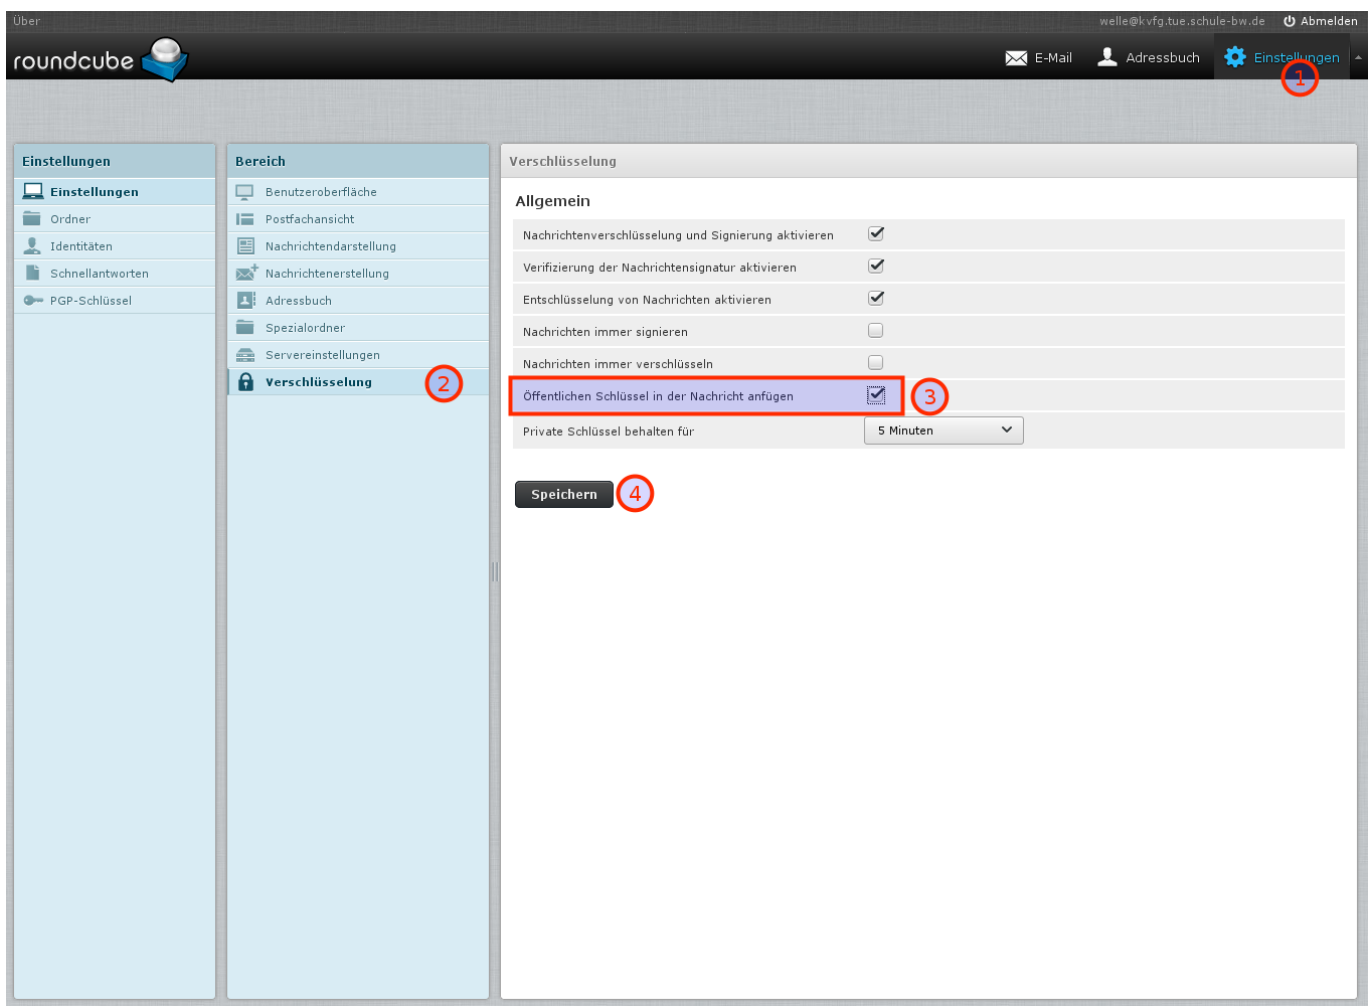 Über
welle@kvfg.tue.schule-bw.de Abmelden
roundcube
E-Mail Adressbuch Einstellungen
1
Einstellungen
Einstellungen
Ordner
Identitäten
Schnellantworten
PGP-Schlüssel
Bereich
Benutzeroberfläche
Postfachansicht
Nachrichtendarstellung
Nachrichtenerstellung
Adressbuch
Spezialordner
Servereinstellungen
Verschlüsselung 2
Verschlüsselung
Allgemein
Nachrichtenverschlüsselung und Signierung aktivieren
Verifizierung der Nachrichtensignatur aktivieren
Entschlüsselung von Nachrichten aktivieren
Nachrichten immer signieren
Nachrichten immer verschlüsseln
Öffentlichen Schlüssel in der Nachricht anfügen 3
Private Schlüssel behalten für 5 Minuten
Speichern 4